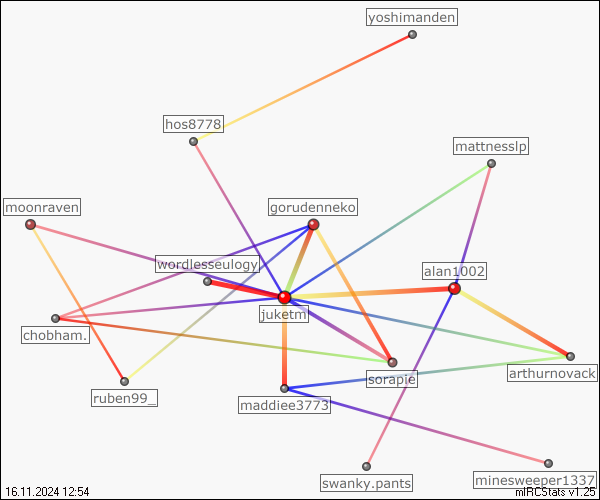 yoshimanden
hos8778
mattnesslp
moonraven
gorudenneko
wordlesseulogy
alan1002
juketm
chobham.
sorapie
arthurnovack
ruben99_
maddiee3773
swanky.pants
minesweeper1337
16.11.2024 12:54
mIRCStats v1.25